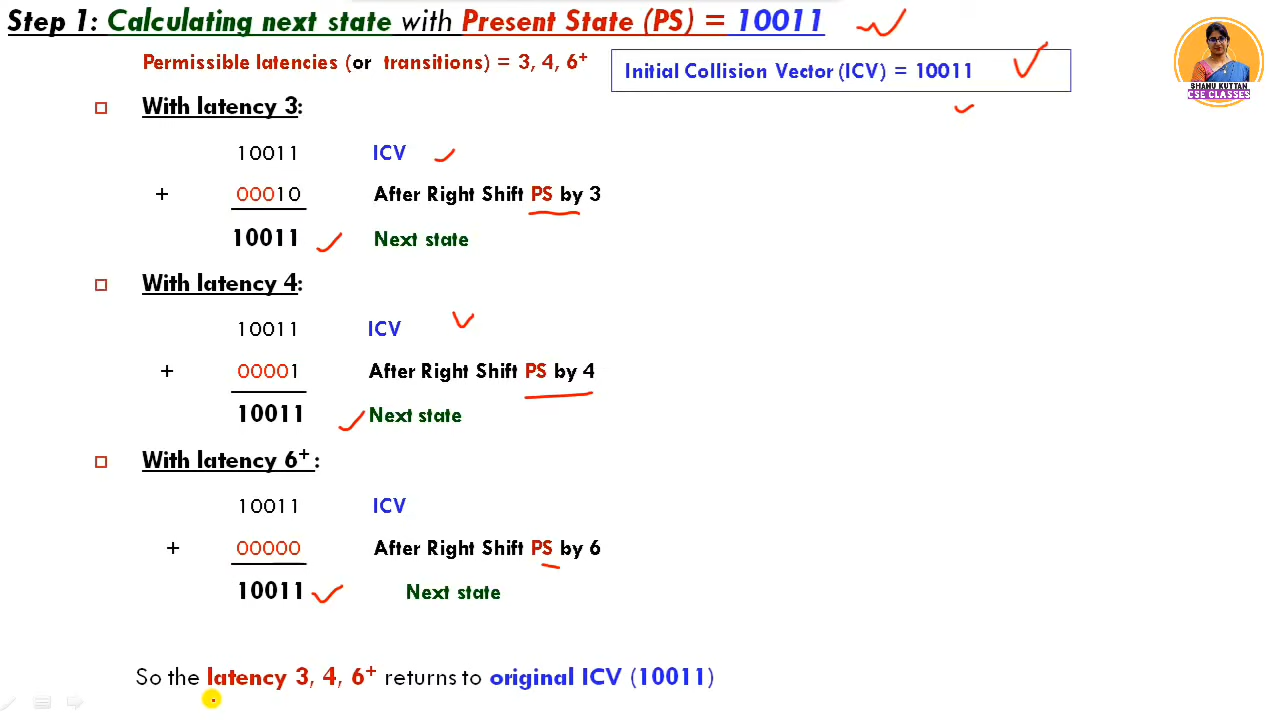 Step 1: Calculating next state with Present State (PS) = 10011
Permissible latencies (or transitions) = 3, 4, 6⁺
Initial Collision Vector (ICV) = 10011
SHANU KUTTAN
CSE CLASSES
With latency 3:
10011 ICV
+ 00010 After Right Shift PS by 3
10011 Next state
With latency 4:
10011 ICV
+ 00001 After Right Shift PS by 4
10011 Next state
With latency 6⁺:
10011 ICV
+ 00000 After Right Shift PS by 6
10011 Next state
So the latency 3, 4, 6⁺ returns to original ICV (10011)